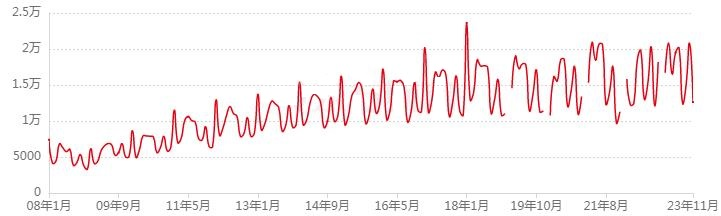 2.5万
2万
1.5万
1万
5000
0
08年1月 09年9月 11年5月 13年1月 14年9月 16年5月 18年1月 19年10月 21年8月 23年11月